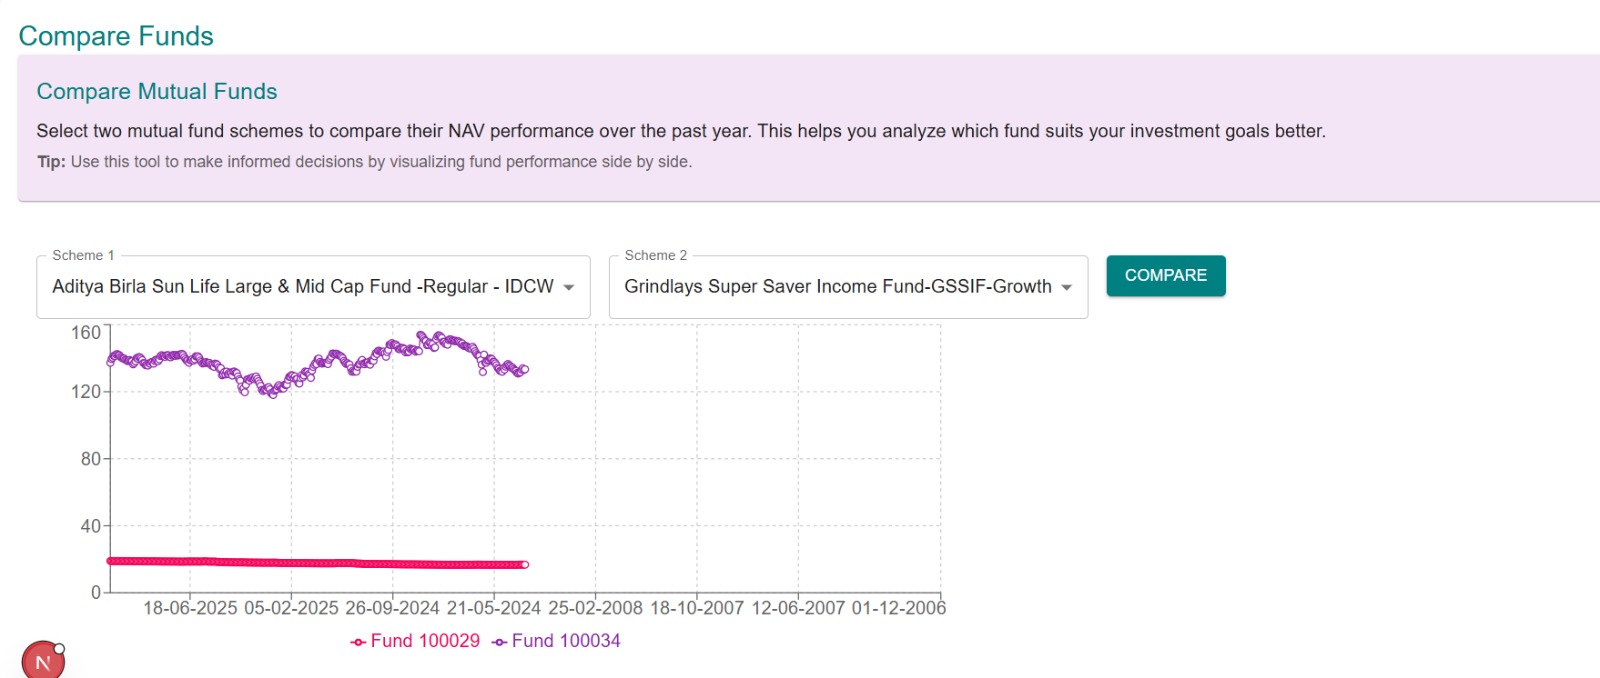 Compare Funds
Compare Mutual Funds
Select two mutual fund schemes to compare their NAV performance over the past year. This helps you analyze which fund suits your investment goals better.
Tip: Use this tool to make informed decisions by visualizing fund performance side by side.
Scheme 1
Aditya Birla Sun Life Large & Mid Cap Fund -Regular - IDCW
Scheme 2
Grindlays Super Saver Income Fund-GSSIF-Growth
COMPARE
160
120
80
40
0
18-06-2025 05-02-2025 26-09-2024 21-05-2024 25-02-2008 18-10-2007 12-06-2007 01-12-2006
Fund 100029 Fund 100034
N